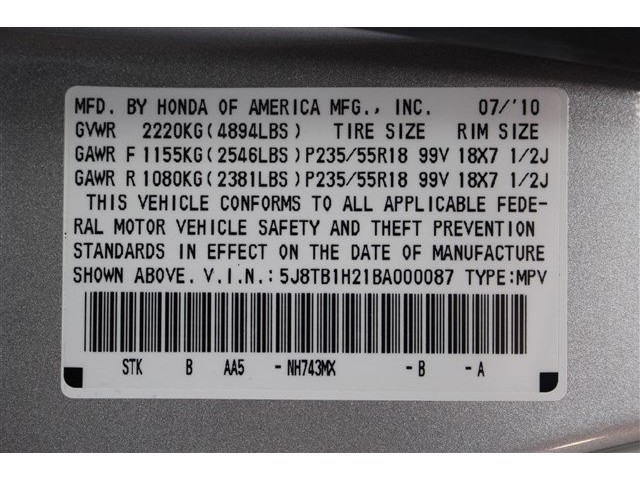 MFD. BY HONDA OF AMERICA MFG., INC. 07/'10
GVWR 2220KG(4894LBS) TIRE SIZE RIM SIZE
GAWR F 1155KG(2546LBS)P235/55R18 99V 18X7 1/2J
GAWR R 1080KG(2381LBS)P235/55R18 99V 18X7 1/2J
THIS VEHICLE CONFORMS TO ALL APPLICABLE FEDE-
RAL MOTOR VEHICLE SAFETY AND THEFT PREVENTION
STANDARDS IN EFFECT ON THE DATE OF MANUFACTURE
SHOWN ABOVE. V.I.N.:5J8TB1H21BA000087 TYPE:MPV
STK B AA5 -NH743MX -B -A